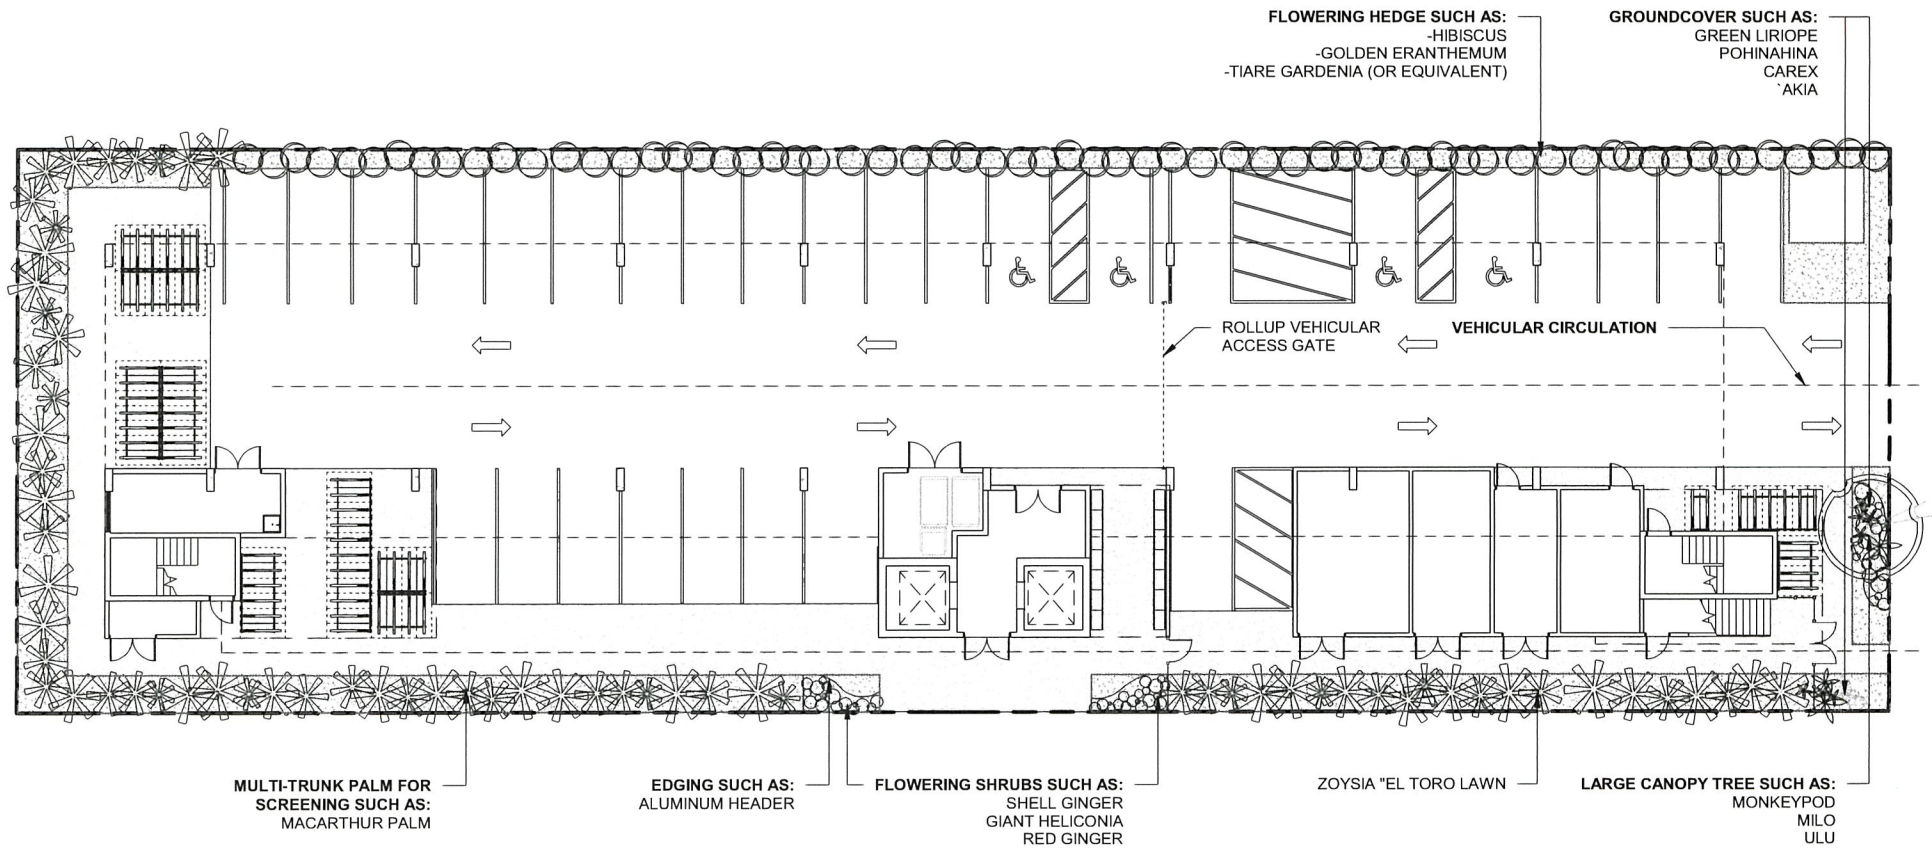 FLOWERING HEDGE SUCH AS:
-HIBISCUS
-GOLDEN ERANTHEMUM
-TIARE GARDENIA (OR EQUIVALENT)
GROUNDCOVER SUCH AS:
GREEN LIRIOPE
POHINAHINA
CAREX
`AKIA
ROLLUP VEHICULAR
ACCESS GATE
VEHICULAR CIRCULATION
MULTI-TRUNK PALM FOR
SCREENING SUCH AS:
MACARTHUR PALM
EDGING SUCH AS:
ALUMINUM HEADER
FLOWERING SHRUBS SUCH AS:
SHELL GINGER
GIANT HELICONIA
RED GINGER
ZOYSIA "EL TORO LAWN
LARGE CANOPY TREE SUCH AS:
MONKEYPOD
MILO
ULU